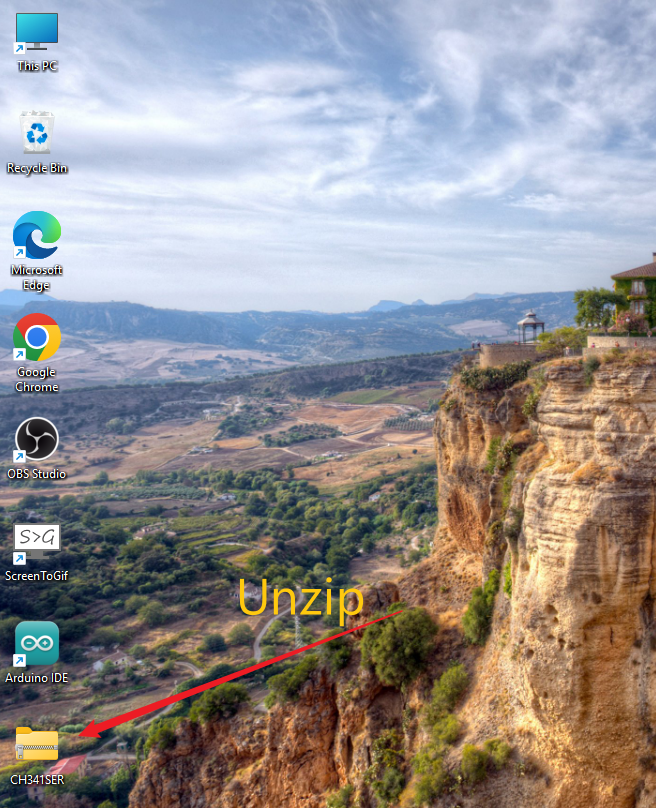 This PC
Recycle Bin
Microsoft
Edge
Google
Chrome
OBS Studio
S>G
ScreenToGif
Unzip
Arduino IDE
CH341SER